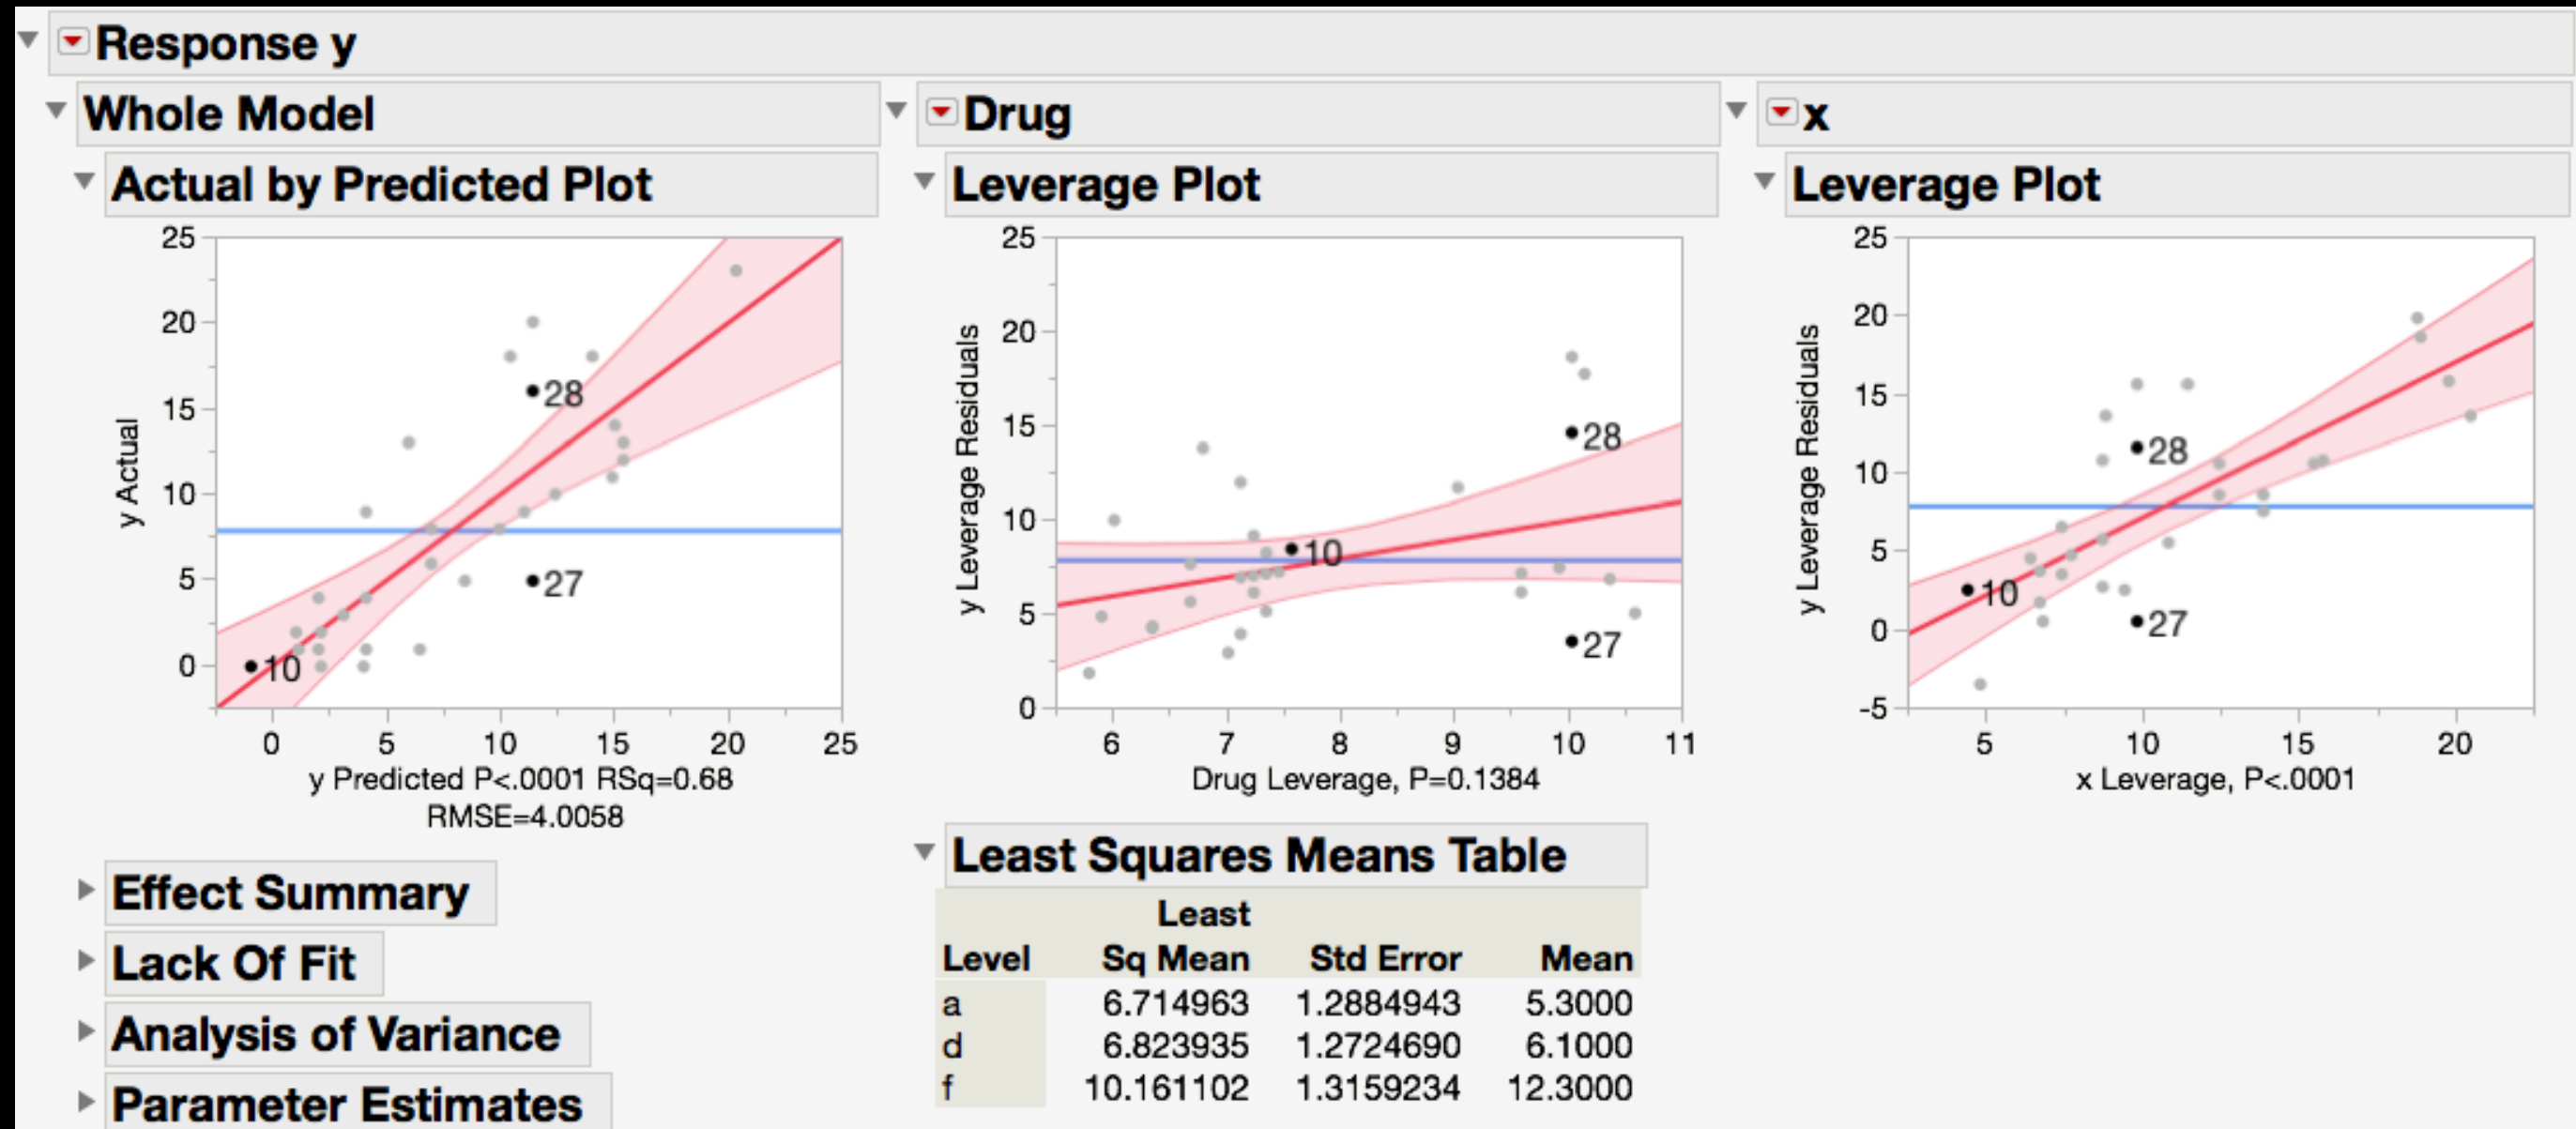 Response y
Whole Model
Actual by Predicted Plot
25
20
15
10
5
0
y Actual
28
27
10
0 5 10 15 20 25
y Predicted P<.0001 RSq=0.68
RMSE=4.0058
Effect Summary
Lack Of Fit
Analysis of Variance
Parameter Estimates
Drug
Leverage Plot
25
20
15
10
5
0
y Leverage Residuals
28
10
27
6 7 8 9 10 11
Drug Leverage, P=0.1384
Least Squares Means Table
Least
Level Sq Mean Std Error Mean
a 6.714963 1.2884943 5.3000
d 6.823935 1.2724690 6.1000
f 10.161102 1.3159234 12.3000
x
Leverage Plot
25
20
15
10
5
0
-5
y Leverage Residuals
28
10
27
5 10 15 20
x Leverage, P<.0001